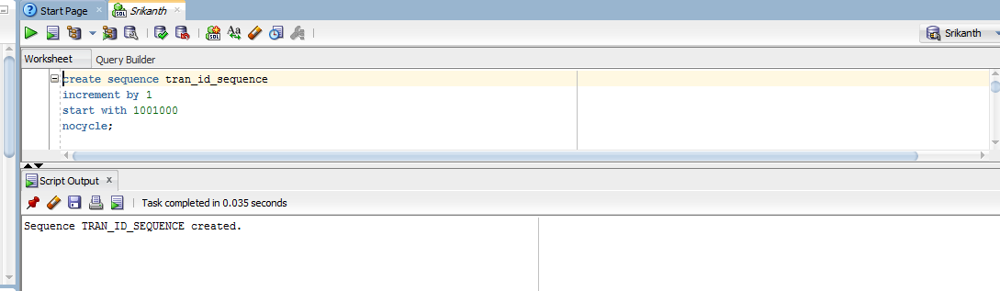 Start Page
Srikanth
Srikanth
Worksheet Query Builder
create sequence tran_id_sequence
increment by 1
start with 1001000
nocycle;
Script Output x
Task completed in 0.035 seconds
Sequence TRAN_ID_SEQUENCE created.